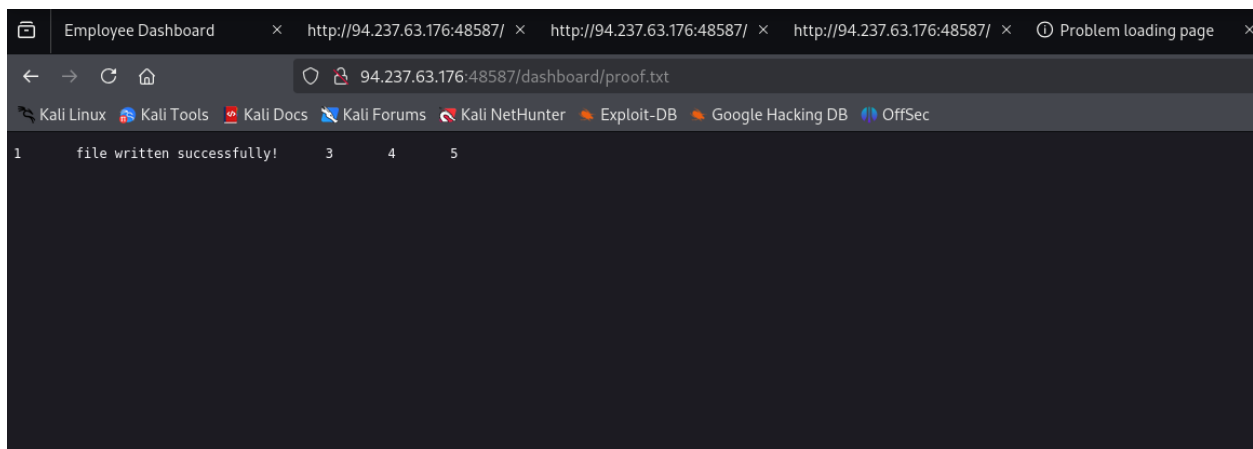 Employee Dashboard × http://94.237.63.176:48587/ × http://94.237.63.176:48587/ × http://94.237.63.176:48587/ × Problem loading page ×
94.237.63.176:48587/dashboard/proof.txt
Kali Linux Kali Tools Kali Docs Kali Forums Kali NetHunter Exploit-DB Google Hacking DB OffSec
1 file written successfully! 3 4 5